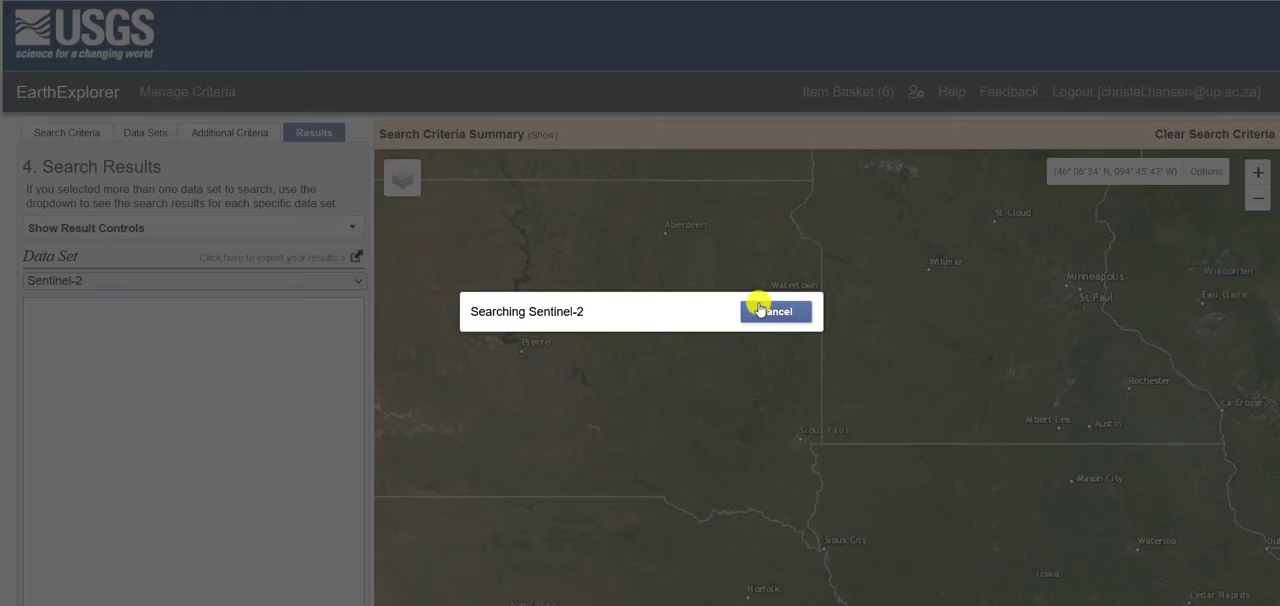 USGS
science for a changing world
EarthExplorer
Manage Criteria
Item Basket (6)
Help
Feedback
Logout [christel.hansen@up.ac.za]
Search Criteria
Data Sets
Additional Criteria
Results
Search Criteria Summary (Show)
Clear Search Criteria
4. Search Results
If you selected more than one data set to search, use the
dropdown to see the search results for each specific data set.
Show Result Controls
Data Set
Click here to export your results »
Sentinel-2
(46° 06' 24" N, 094° 45' 47" W)
Options
+
−
Aberdeen
St Cloud
Willmar
Minneapolis
St Paul
Wisconsin
Eau Claire
Watertown
Searching Sentinel-2
Pierre
Rochester
La Crosse
Albert Lea
Austin
Sioux Falls
Mason City
Sioux City
Waterloo
Iowa
Norfolk
Cedar Rapids
Nebraska